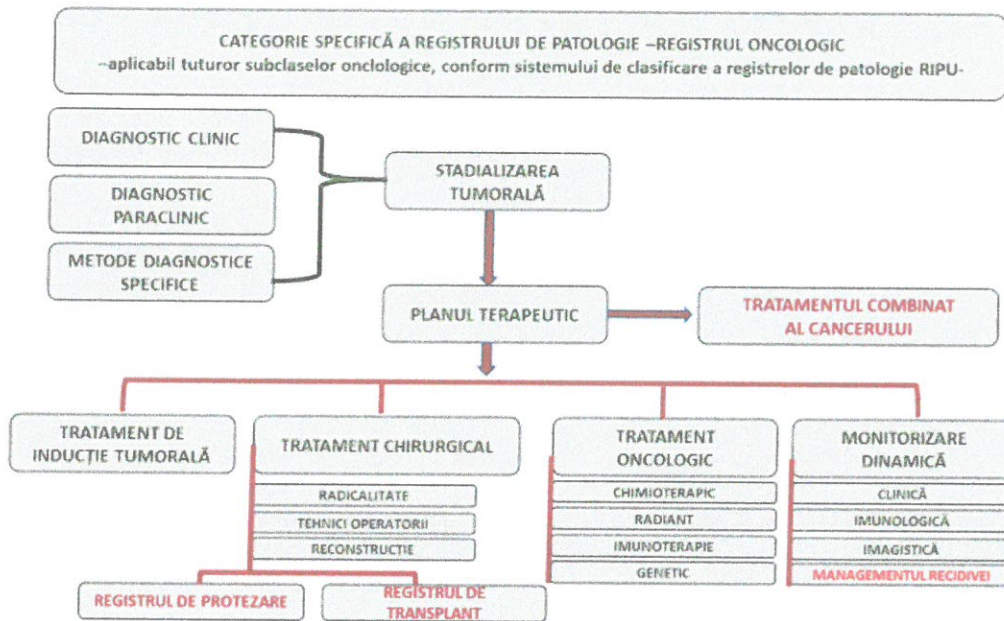 CATEGORIE SPECIFICĂ A REGISTRULUI DE PATOLOGIE –REGISTRUL ONCOLOGIC
–aplicabil tuturor subclaselor onclologice, conform sistemului de clasificare a registrelor de patologie RIPU-
DIAGNOSTIC CLINIC
DIAGNOSTIC
PARACLINIC
METODE DIAGNOSTICE
SPECIFICE
STADIALIZAREA
TUMORALĂ
PLANUL TERAPEUTIC
TRATAMENTUL COMBINAT
AL CANCERULUI
TRATAMENT DE
INDUCȚIE TUMORALĂ
TRATAMENT CHIRURGICAL
RADICALITATE
TEHNICI OPERATORII
RECONSTRUCȚIE
REGISTRUL DE PROTEZARE
REGISTRUL DE
TRANSPLANT
TRATAMENT
ONCOLOGIC
CHIMIOTERAPIC
RADIANT
IMUNOTERAPIE
GENETIC
MONITORIZARE
DINAMICĂ
CLINICĂ
IMUNOLOGICĂ
IMAGISTICĂ
MANAGEMENTUL RECIDIVEI